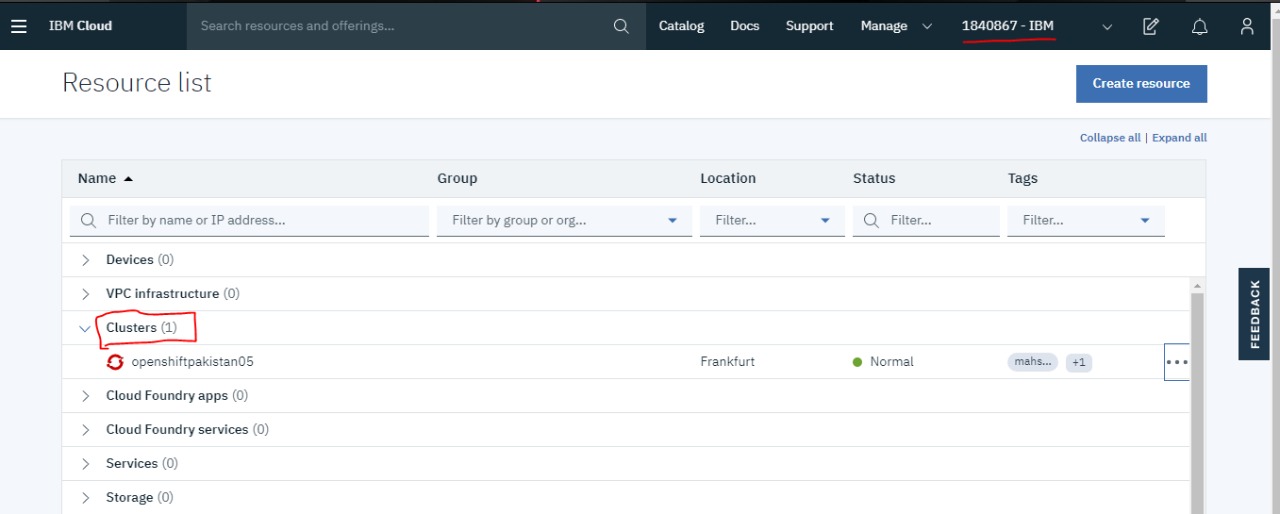 IBM Cloud Search resources and offerings... Catalog Docs Support Manage 1840867 - IBM
Resource list Create resource
Collapse all | Expand all
Name Group Location Status Tags
Filter by name or IP address... Filter by group or org... Filter... Filter... Filter...
Devices (0)
VPC infrastructure (0)
Clusters (1)
openshiftpakistan05 Frankfurt Normal mahs... +1
Cloud Foundry apps (0)
Cloud Foundry services (0)
Services (0)
Storage (0)
FEEDBACK